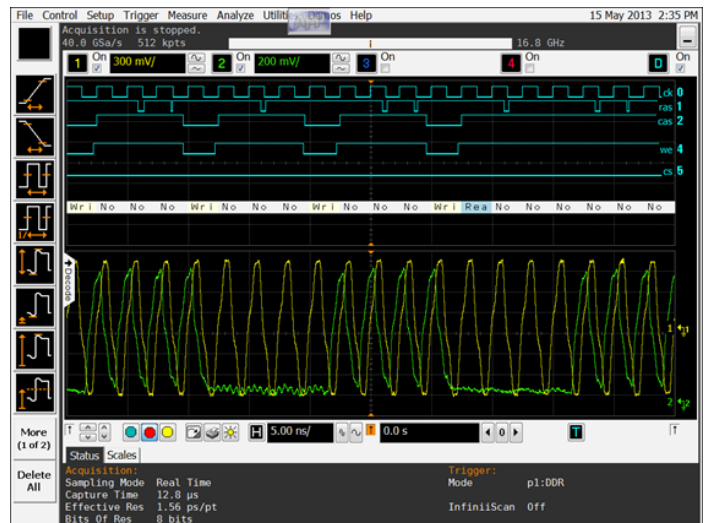 File Control Setup Trigger Measure Analyze Utilities Demos Help 15 May 2013 2:35 PM
Acquisition is stopped.
40.0 GSa/s 512 kpts 16.8 GHz
1 On 300 mV/ 2 On 200 mV/ 3 On 4 On D On
ck 0
ras 1
cas 2
we 4
cs 5
Wri No No No Wri No No No Wri No No No Wri Rea No No No No No No
Decode
1
2
More
(1 of 2)
Delete
All
H 5.00 ns/ 0.0 s 0 T
Status Scales
Acquisition: Trigger:
Sampling Mode Real Time Mode p1:DDR
Capture Time 12.8 µs
Effective Res 1.56 ps/pt InfiniiScan Off
Bits Of Res 8 bits